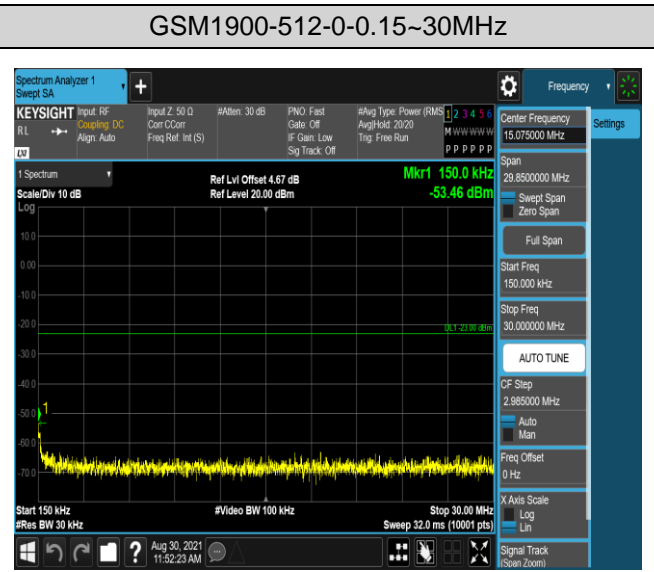 GSM1900-512-0-0.15~30MHz
Spectrum Analyzer 1
Swept SA
+
Frequency
KEYSIGHT
RL
LXI
Input: RF
Coupling: DC
Align: Auto
Input Z: 50 Ω
Corr CCorr
Freq Ref: Int (S)
#Atten: 30 dB
PNO: Fast
Gate: Off
IF Gain: Low
Sig Track: Off
#Avg Type: Power (RMS
Avg|Hold: 20/20
Trig: Free Run
1 2 3 4 5 6
M W W W W W
P P P P P P
Center Frequency
15.075000 MHz
Settings
1 Spectrum
Scale/Div 10 dB
Ref Lvl Offset 4.67 dB
Ref Level 20.00 dBm
Mkr1 150.0 kHz
-53.46 dBm
Log
10.0
0.00
-10.0
-20.0
-30.0
-40.0
-50.0
-60.0
-70.0
DL1 -23.00 dBm
1
Start 150 kHz
#Res BW 30 kHz
#Video BW 100 kHz
Stop 30.00 MHz
Sweep 32.0 ms (10001 pts)
Span
29.8500000 MHz
Swept Span
Zero Span
Full Span
Start Freq
150.000 kHz
Stop Freq
30.000000 MHz
AUTO TUNE
CF Step
2.985000 MHz
Auto
Man
Freq Offset
0 Hz
X Axis Scale
Log
Lin
Signal Track
(Span Zoom)
?
Aug 30, 2021
11:52:23 AM